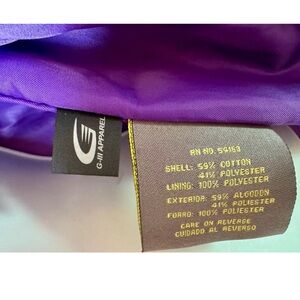 G-III APPAREL
RN NO. 54163
SHELL: 59% COTTON
41% POLYESTER
LINING: 100% POLYESTER
EXTERIOR: 59% ALGODON
41% POLIESTER
FORRO: 100% POLIESTER
CARE ON REVERSE
CUIDADO AL REVERSO